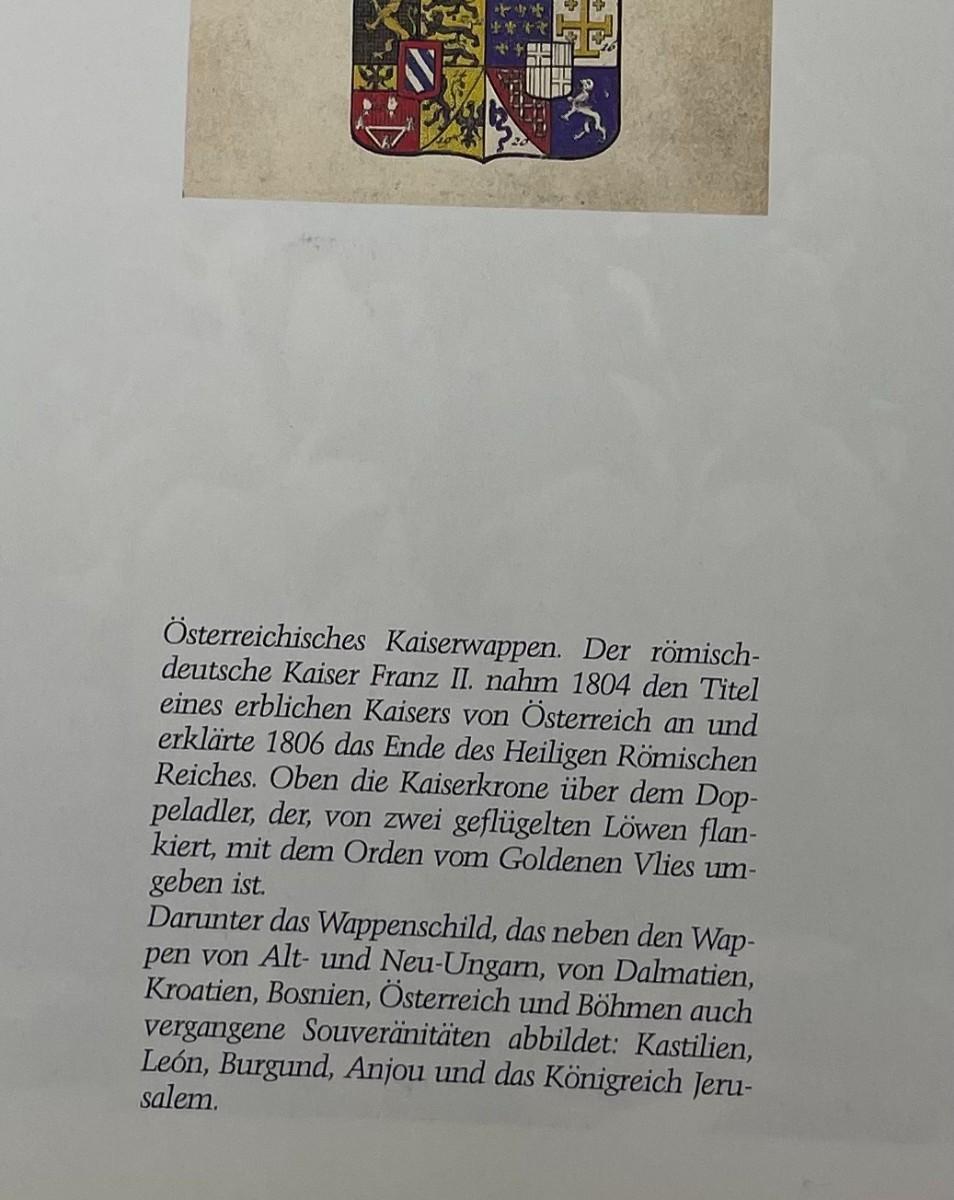 16
20
Österreichisches Kaiserwappen. Der römisch-
deutsche Kaiser Franz II. nahm 1804 den Titel
eines erblichen Kaisers von Österreich an und
erklärte 1806 das Ende des Heiligen Römischen
Reiches. Oben die Kaiserkrone über dem Dop-
peladler, der, von zwei geflügelten Löwen flan-
kiert, mit dem Orden vom Goldenen Vlies um-
geben ist.
Darunter das Wappenschild, das neben den Wap-
pen von Alt- und Neu-Ungarn, von Dalmatien,
Kroatien, Bosnien, Österreich und Böhmen auch
vergangene Souveränitäten abbildet: Kastilien,
León, Burgund, Anjou und das Königreich Jeru-
salem.